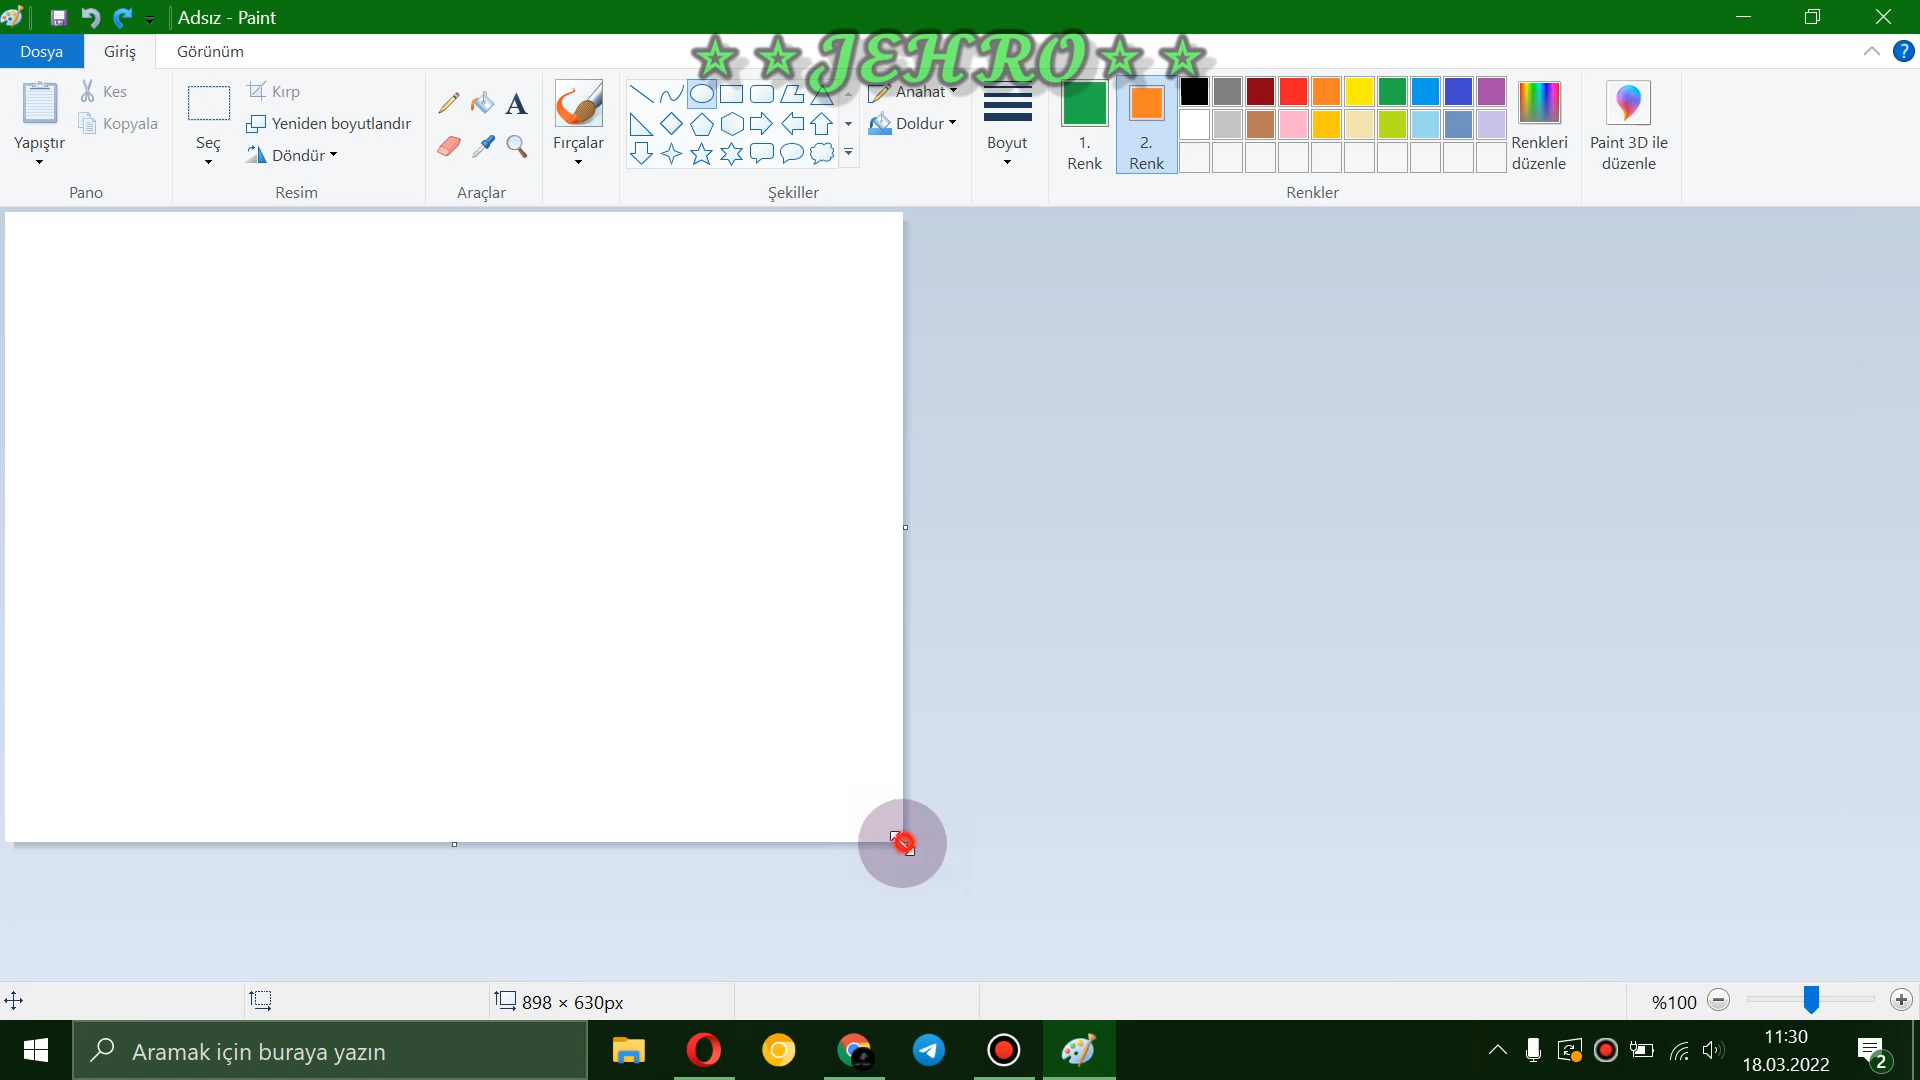 Adsız - Paint
Dosya Giriş Görünüm
☆ ☆ JEHRO ☆ ☆
Yapıştır
Kes
Kopyala
Pano
Seç
Kırp
Yeniden boyutlandır
Döndür
Resim
A
Araçlar
Fırçalar
Şekiller
Anahat
Doldur
Boyut
1.
Renk
2.
Renk
Renkler
Renkleri
düzenle
Paint 3D ile
düzenle
?
898 × 630px
%100
Aramak için buraya yazın
11:30
18.03.2022
2